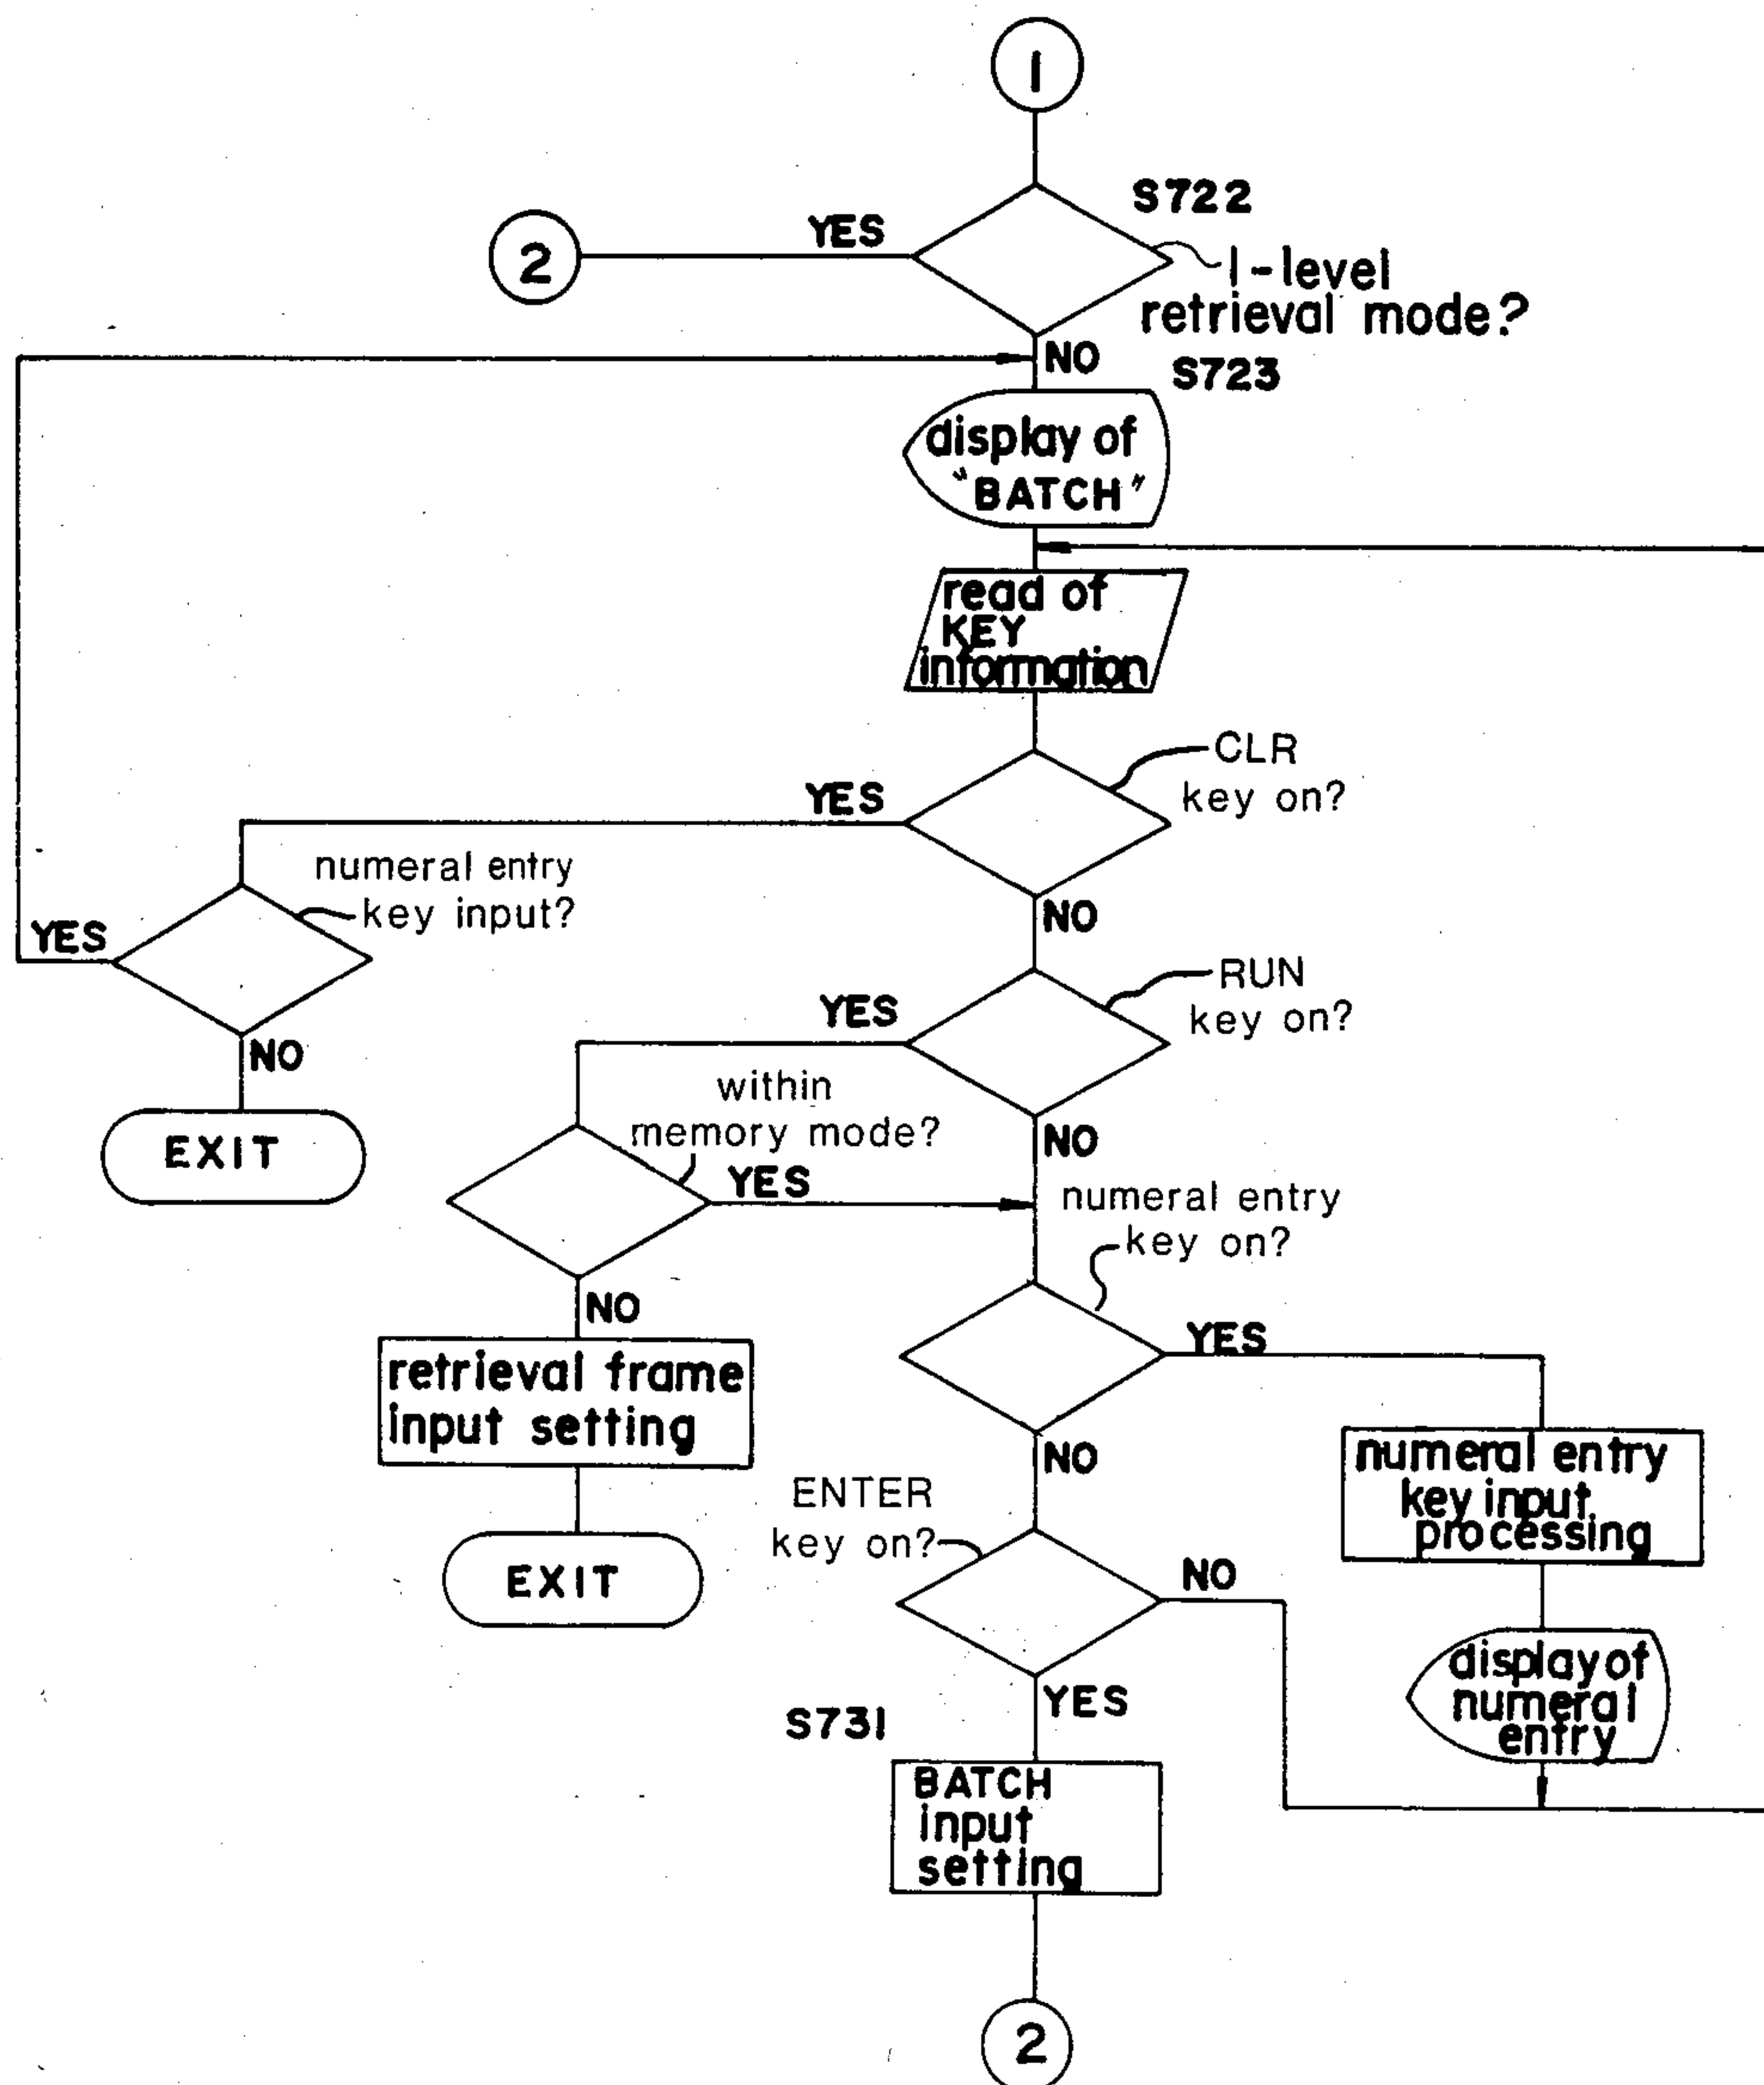 1
S722
YES
2
1-level
retrieval mode?
NO
S723
display of
"BATCH"
read of
KEY
information
CLR
key on?
YES
numeral entry
key input?
NO
YES
RUN
key on?
YES
NO
EXIT
within
memory mode?
NO
YES
numeral entry
key on?
NO
YES
retrieval frame
input setting
NO
numeral entry
key input
processing
ENTER
key on?
EXIT
NO
display of
numeral
entry
YES
S731
BATCH
input
setting
2